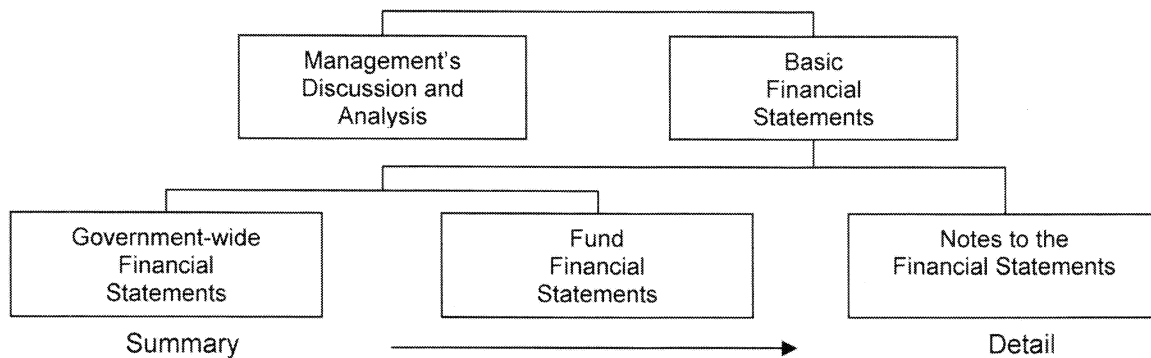 Management's
Discussion and
Analysis
Basic
Financial
Statements
Government-wide
Financial
Statements
Fund
Financial
Statements
Notes to the
Financial Statements
Summary
Detail